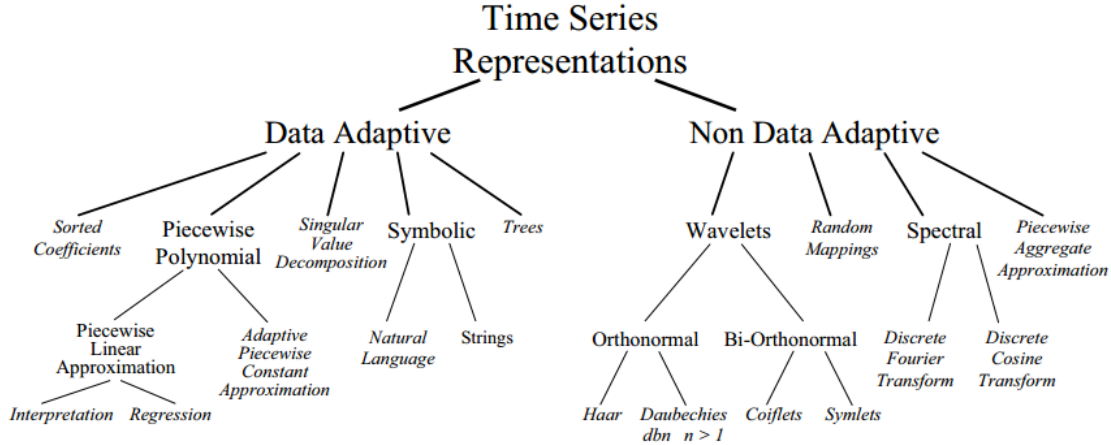 Time Series
Representations
Data Adaptive
Non Data Adaptive
Sorted
Coefficients
Piecewise
Polynomial
Singular
Value
Decomposition
Symbolic
Trees
Wavelets
Random
Mappings
Spectral
Piecewise
Aggregate
Approximation
Piecewise
Linear
Approximation
Adaptive
Piecewise
Constant
Approximation
Natural
Language
Strings
Orthonormal
Bi-Orthonormal
Discrete
Fourier
Transform
Discrete
Cosine
Transform
Interpretation
Regression
Haar
Daubechies
dbn n > 1
Coiflets
Symlets